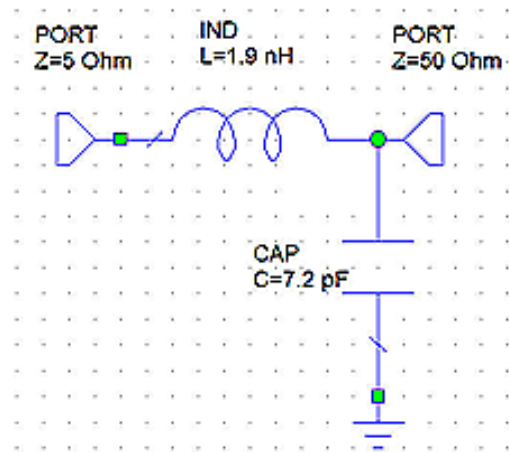 PORT
Z=5 Ohm
IND
L=1.9 nH
PORT
Z=50 Ohm
CAP
C=7.2 pF